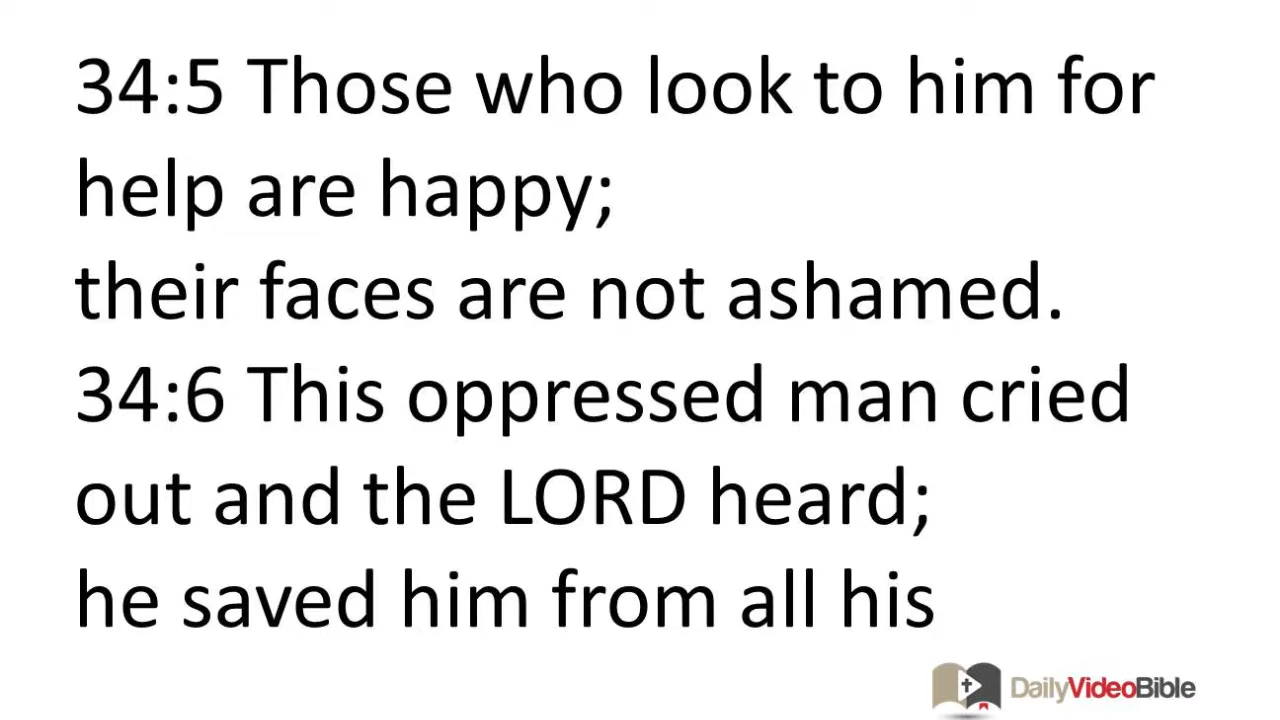 34:5 Those who look to him for
help are happy;
their faces are not ashamed.
34:6 This oppressed man cried
out and the LORD heard;
he saved him from all his
DailyVideoBible